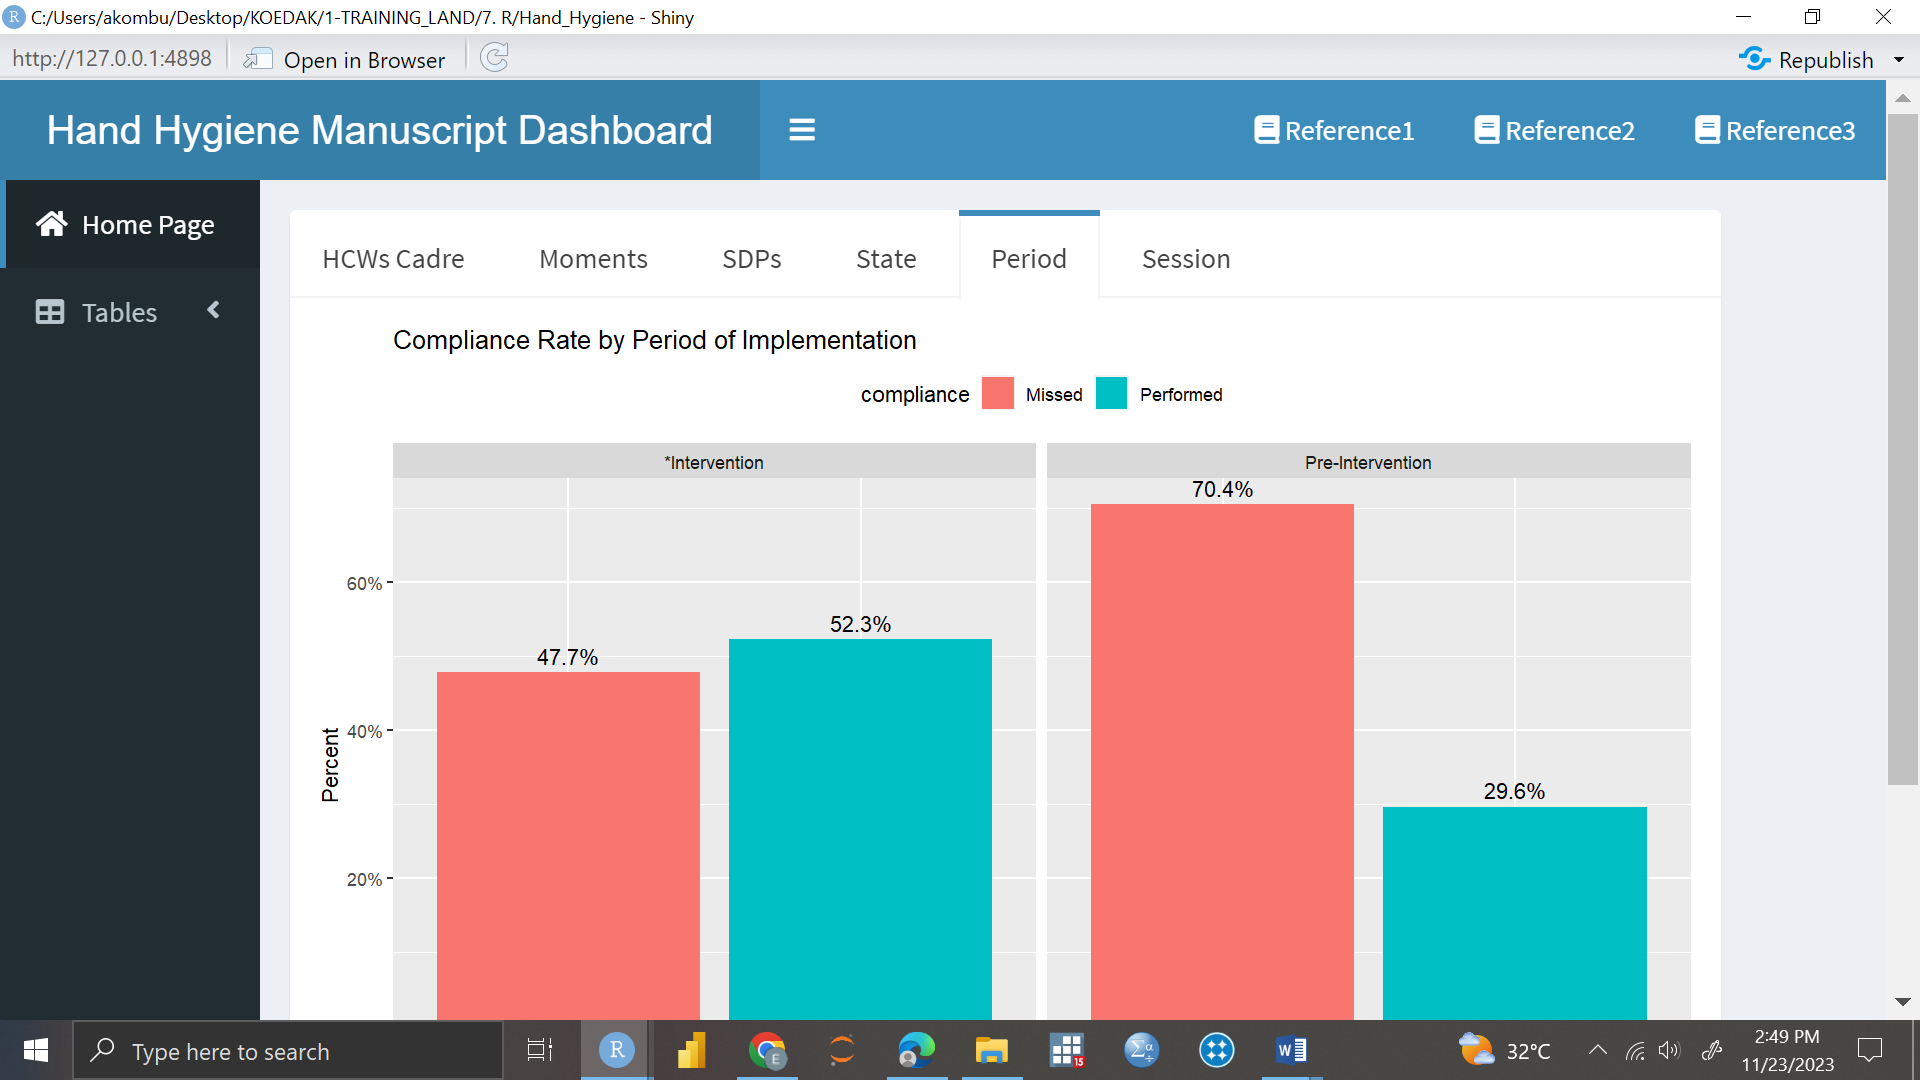 C:/Users/akombu/Desktop/KOEDAK/1-TRAINING_LAND/7. R/Hand_Hygiene - Shiny
http://127.0.0.1:4898 Open in Browser Republish
Hand Hygiene Manuscript Dashboard Reference1 Reference2 Reference3
Home Page
Tables
HCWs Cadre Moments SDPs State Period Session
Compliance Rate by Period of Implementation
compliance Missed Performed
*Intervention Pre-Intervention
70.4%
60%
52.3%
47.7%
40%
Percent
29.6%
20%
Type here to search
32°C
2:49 PM
11/23/2023